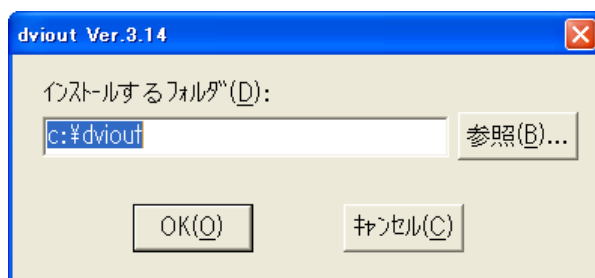 dviout Ver.3.14
ｲﾝｽﾄｰﾙするﾌｫﾙﾀﾞ(D):
c:¥dviout
参照(B)...
OK(O)
ｷｬﾝｾﾙ(C)